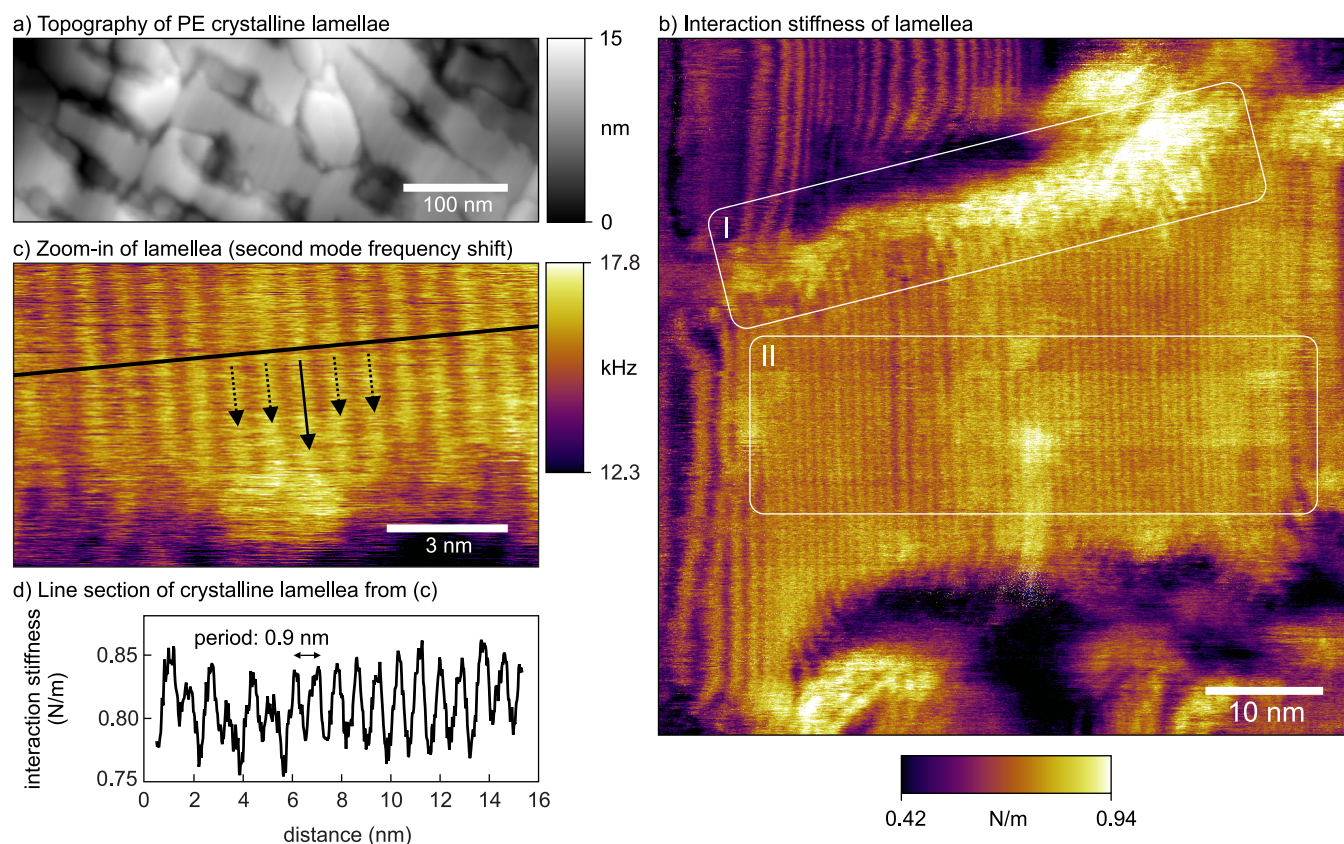 a) Topography of PE crystalline lamellae
15
nm
0
100 nm
b) Interaction stiffness of lamellea
I
II
10 nm
0.42 N/m 0.94
c) Zoom-in of lamellea (second mode frequency shift)
17.8
kHz
12.3
3 nm
d) Line section of crystalline lamellea from (c)
period: 0.9 nm
interaction stiffness
(N/m)
0.85
0.80
0.75
0 2 4 6 8 10 12 14 16
distance (nm)